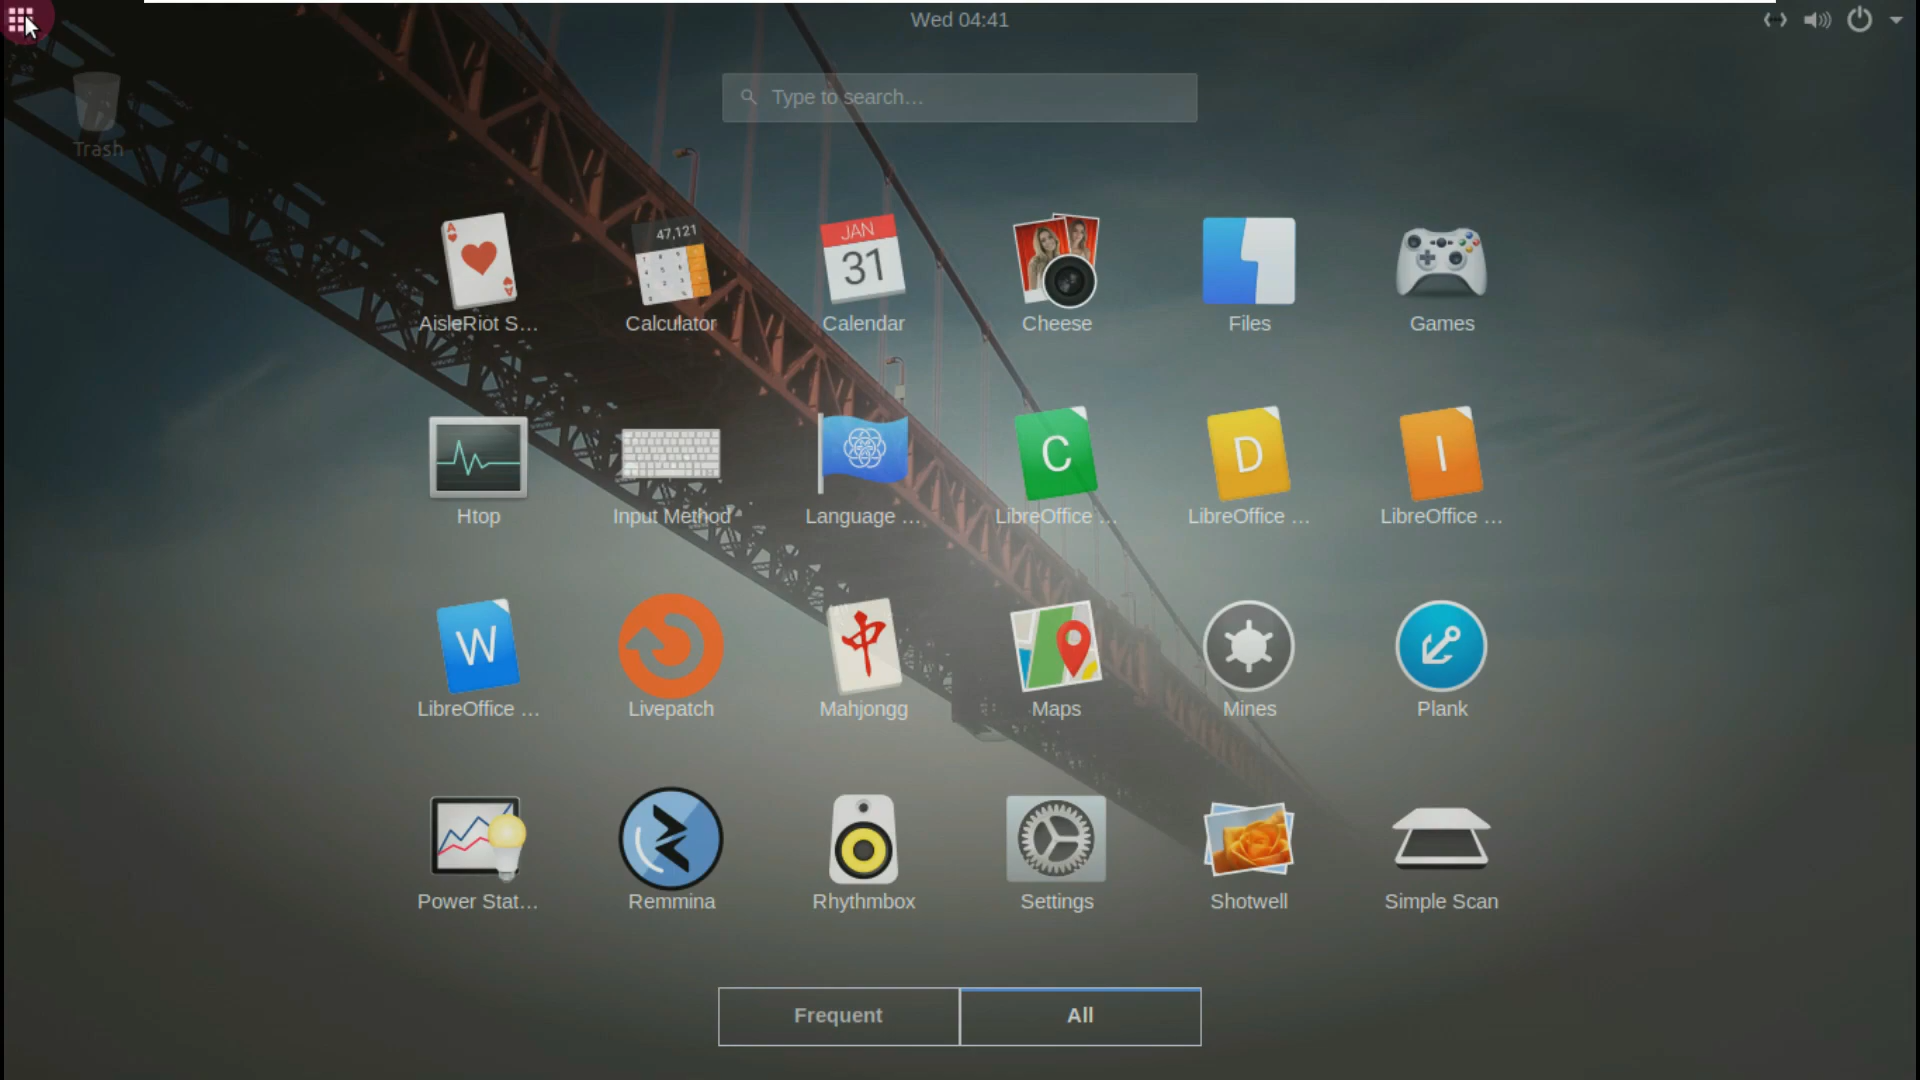 Wed 04:41
Type to search...
Trash
47,121
JAN
31
AisleRiot S...
Calculator
Calendar
Cheese
Files
Games
C
D
I
Htop
Input Method
Language ...
LibreOffice ...
LibreOffice ...
LibreOffice ...
W
中
LibreOffice ...
Livepatch
Mahjongg
Maps
Mines
Plank
Power Stat...
Remmina
Rhythmbox
Settings
Shotwell
Simple Scan
Frequent
All